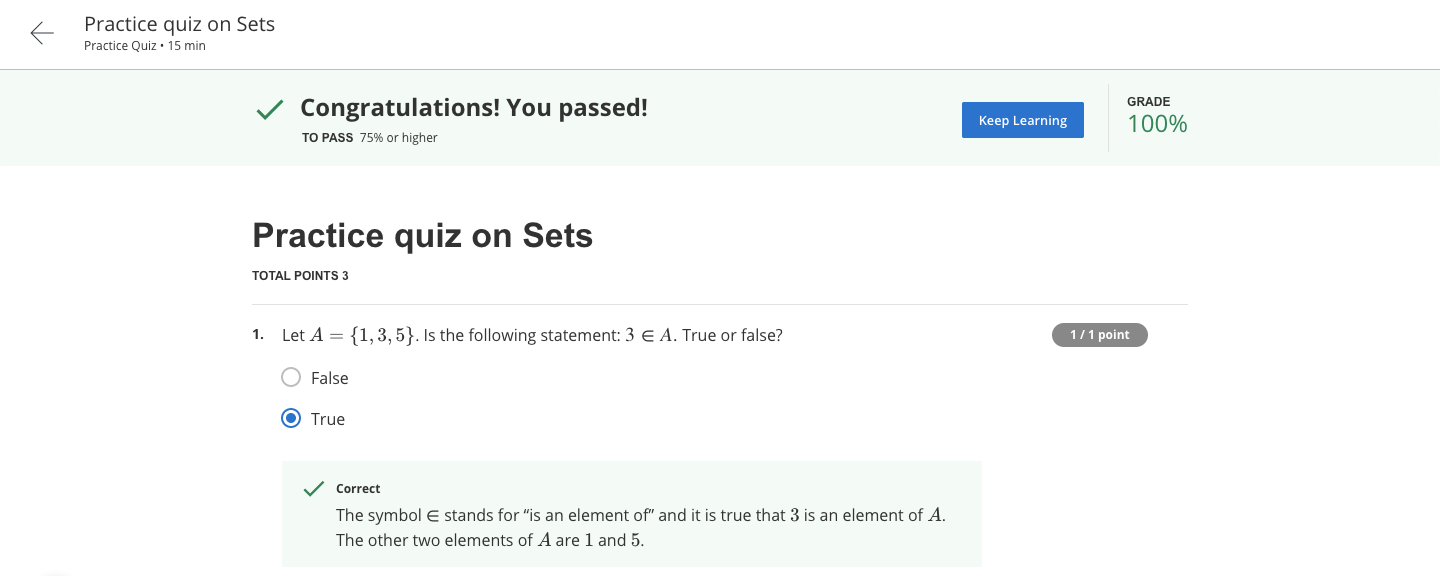 Practice quiz on Sets
Practice Quiz • 15 min
Congratulations! You passed!
TO PASS 75% or higher
Keep Learning
GRADE
100%
Practice quiz on Sets
TOTAL POINTS 3
1. Let A = {1, 3, 5}. Is the following statement: 3 ∈ A. True or false?
1 / 1 point
False
True
Correct
The symbol ∈ stands for “is an element of” and it is true that 3 is an element of A.
The other two elements of A are 1 and 5.